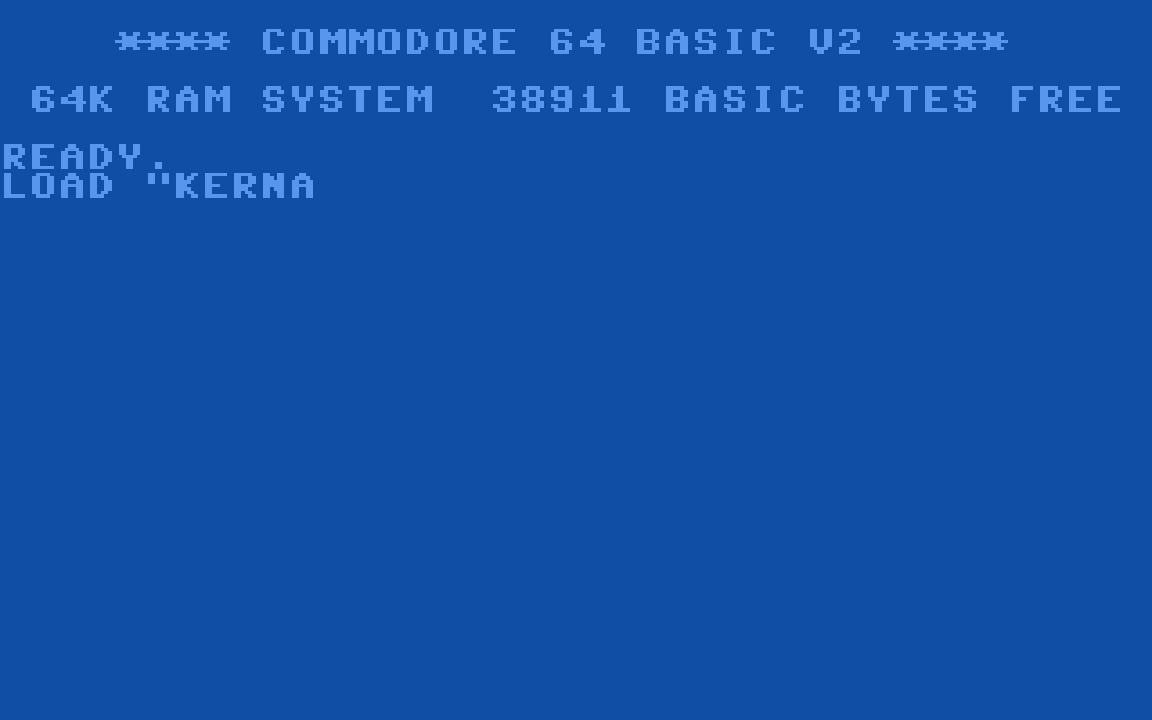 **** COMMODORE 64 BASIC V2 ****
64K RAM SYSTEM  38911 BASIC BYTES FREE
READY.
LOAD "KERNA